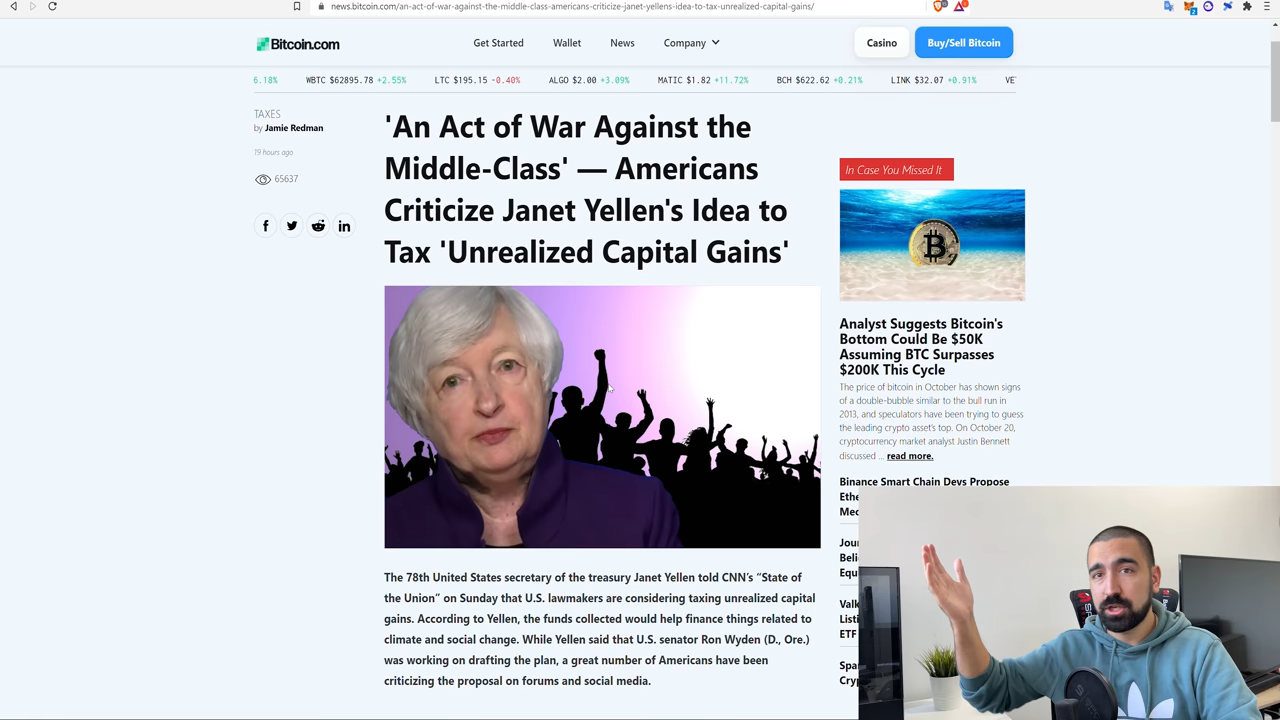 news.bitcoin.com/an-act-of-war-against-the-middle-class-americans-criticize-janet-yellens-idea-to-tax-unrealized-capital-gains/
Bitcoin.com
Get Started
Wallet
News
Company
Casino
Buy/Sell Bitcoin
6.18% WBTC $62895.78 +2.55% LTC $195.15 -0.40% ALGO $2.00 +3.09% MATIC $1.82 +11.72% BCH $622.62 +0.21% LINK $32.07 +0.91% VE
TAXES
by Jamie Redman
19 hours ago
65637
'An Act of War Against the
Middle-Class' — Americans
Criticize Janet Yellen's Idea to
Tax 'Unrealized Capital Gains'
The 78th United States secretary of the treasury Janet Yellen told CNN's “State of
the Union” on Sunday that U.S. lawmakers are considering taxing unrealized capital
gains. According to Yellen, the funds collected would help finance things related to
climate and social change. While Yellen said that U.S. senator Ron Wyden (D., Ore.)
was working on drafting the plan, a great number of Americans have been
criticizing the proposal on forums and social media.
In Case You Missed It
Analyst Suggests Bitcoin's
Bottom Could Be $50K
Assuming BTC Surpasses
$200K This Cycle
The price of bitcoin in October has shown signs
of a double-bubble similar to the bull run in
2013, and speculators have been trying to guess
the leading crypto asset's top. On October 20,
cryptocurrency market analyst Justin Bennett
discussed ... read more.
Binance Smart Chain Devs Propose
Ethe
Mec
Jour
Beli
Equ
Valk
Listi
ETF
Spa
Cry